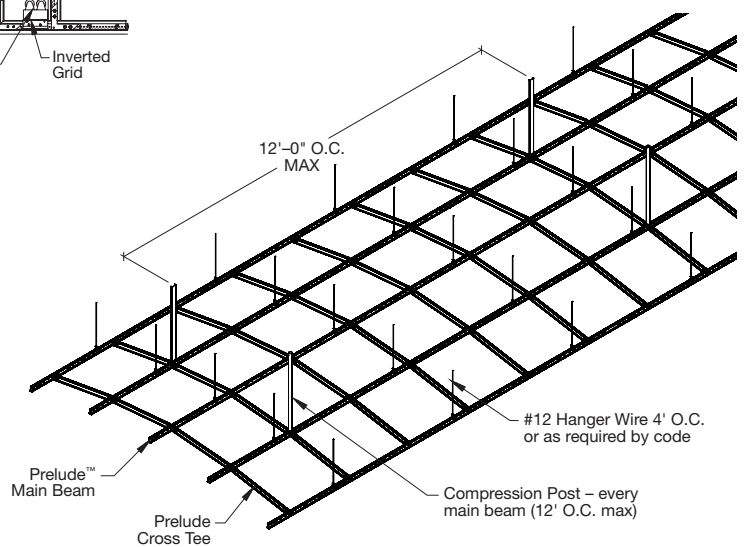 Inverted
Grid
12'–0" O.C.
MAX
#12 Hanger Wire 4' O.C.
or as required by code
Prelude™
Main Beam
Compression Post – every
main beam (12' O.C. max)
Prelude
Cross Tee